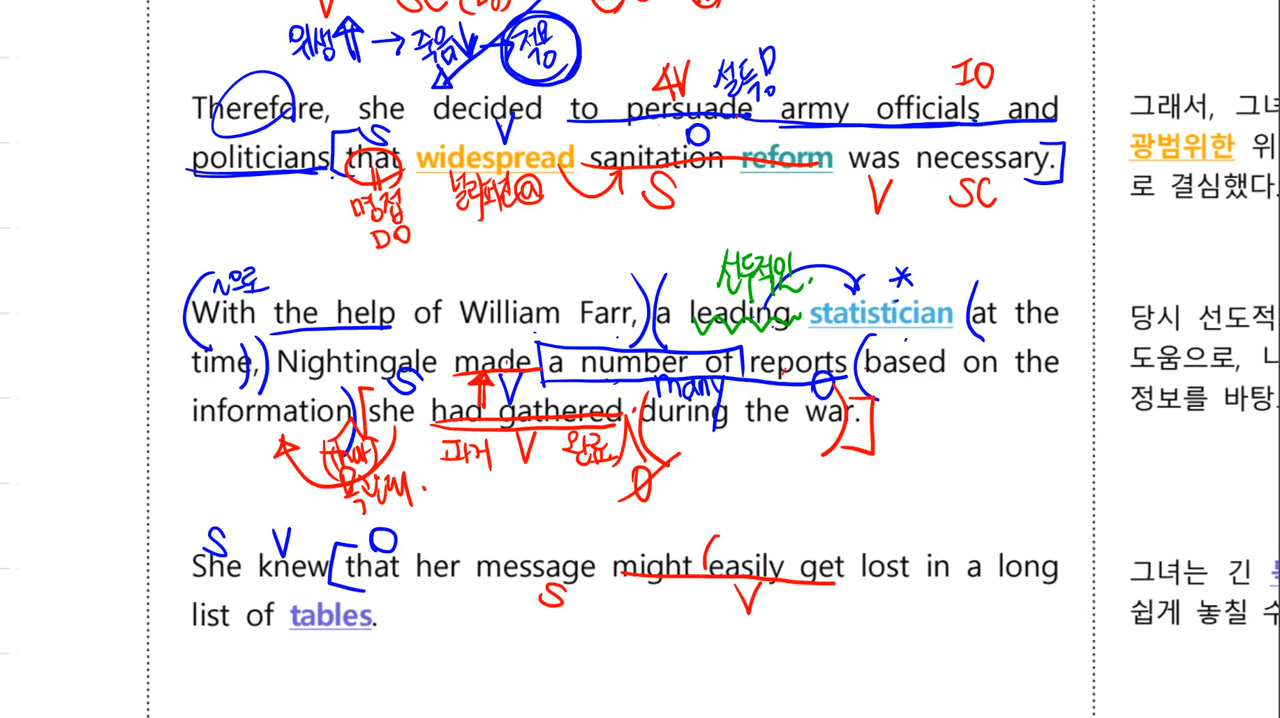 V SC
위생↑ → 죽음↓ → 적용
4V 설득 IO
Therefore, she decided to persuade army officials and
S V O
politicians that widespread sanitation reform was necessary.
명접 널리퍼진ⓐ S V SC
DO
선두적인
~으로 *
With the help of William Farr, a leading statistician at the
time, Nightingale made a number of reports based on the
S V many O
information she had gathered during the war.
과거 V 완료
목관대 O
S V O
She knew that her message might easily get lost in a long
S V
list of tables.
그래서, 그녀
광범위한 위
로 결심했다.
당시 선도적
도움으로, 나
정보를 바탕
그녀는 긴
쉽게 놓칠 수